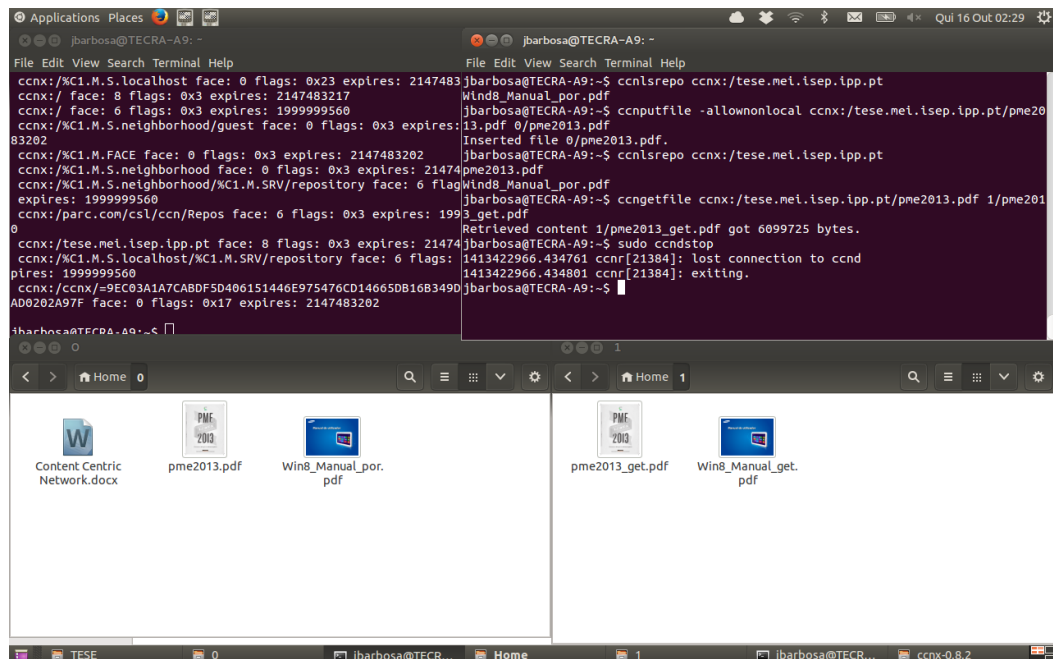 Applications Places Qui 16 Out 02:29
jbarbosa@TECRA-A9: ~
File Edit View Search Terminal Help
ccnx:/%C1.M.S.localhost face: 0 flags: 0x23 expires: 2147483
ccnx:/ face: 8 flags: 0x3 expires: 2147483217
ccnx:/ face: 6 flags: 0x3 expires: 1999999560
ccnx:/%C1.M.S.neighborhood/guest face: 0 flags: 0x3 expires:
83202
ccnx:/%C1.M.FACE face: 0 flags: 0x3 expires: 2147483202
ccnx:/%C1.M.S.neighborhood face: 0 flags: 0x3 expires: 21474
ccnx:/%C1.M.S.neighborhood/%C1.M.SRV/repository face: 6 flag
expires: 1999999560
ccnx:/parc.com/csl/ccn/Repos face: 6 flags: 0x3 expires: 199
0
ccnx:/tese.mei.isep.ipp.pt face: 8 flags: 0x3 expires: 21474
ccnx:/%C1.M.S.localhost/%C1.M.SRV/repository face: 6 flags:
pires: 1999999560
ccnx:/ccnx/=9EC03A1A7CABDF5D406151446E975476CD14665DB16B349D
AD0202A97F face: 0 flags: 0x17 expires: 2147483202
jbarbosa@TECRA-A9:~$
jbarbosa@TECRA-A9: ~
File Edit View Search Terminal Help
jbarbosa@TECRA-A9:~$ ccnlsrepo ccnx:/tese.mei.isep.ipp.pt
Wind8_Manual_por.pdf
jbarbosa@TECRA-A9:~$ ccnputfile -allownonlocal ccnx:/tese.mei.isep.ipp.pt/pme20
13.pdf 0/pme2013.pdf
Inserted file 0/pme2013.pdf.
jbarbosa@TECRA-A9:~$ ccnlsrepo ccnx:/tese.mei.isep.ipp.pt
pme2013.pdf
Wind8_Manual_por.pdf
jbarbosa@TECRA-A9:~$ ccngetfile ccnx:/tese.mei.isep.ipp.pt/pme2013.pdf 1/pme201
3_get.pdf
Retrieved content 1/pme2013_get.pdf got 6099725 bytes.
jbarbosa@TECRA-A9:~$ sudo ccndstop
1413422966.434761 ccnr[21384]: lost connection to ccnd
1413422966.434801 ccnr[21384]: exiting.
jbarbosa@TECRA-A9:~$
0
Home 0
W
Content Centric
Network.docx
PME
2013
pme2013.pdf
Win8_Manual_por.
pdf
1
Home 1
PME
2013
pme2013_get.pdf
Win8_Manual_get.
pdf
TESE 0 jbarbosa@TECR... Home 1 jbarbosa@TECR... ccnx-0.8.2